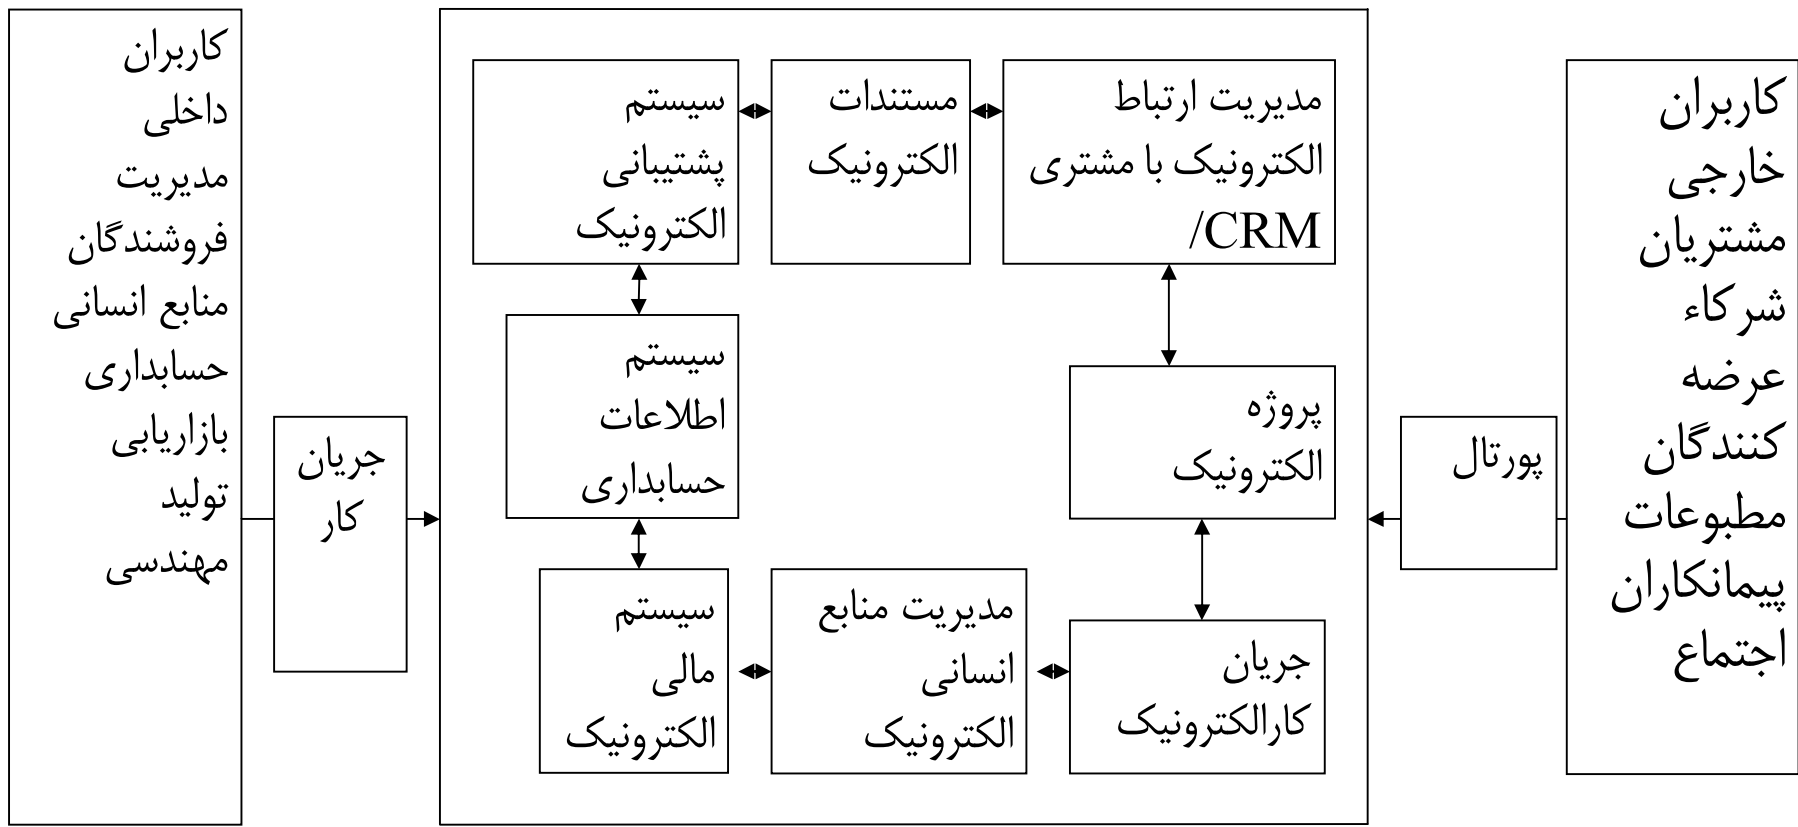 کاربران
خارجی
مشتریان
شرکاء
عرضه
کنندگان
مطبوعات
پیمانکاران
اجتماع
پورتال
مدیریت ارتباط
الکترونیک با مشتری
/CRM
مستندات
الکترونیک
سیستم
پشتیبانی
الکترونیک
پروژه
الکترونیک
سیستم
اطلاعات
حسابداری
جریان
کارالکترونیک
مدیریت منابع
انسانی
الکترونیک
سیستم
مالی
الکترونیک
جریان
کار
کاربران
داخلی
مدیریت
فروشندگان
منابع انسانی
حسابداری
بازاریابی
تولید
مهندسی